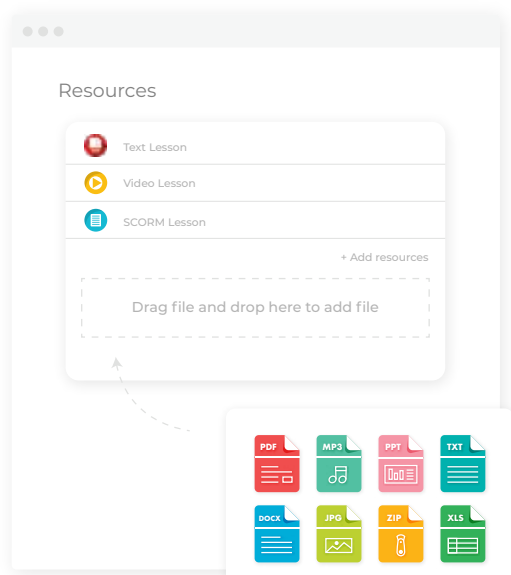 Resources
Text Lesson
Video Lesson
SCORM Lesson
+ Add resources
Drag file and drop here to add file
PDF MP3 PPT TXT
DOCX JPG ZIP XLS